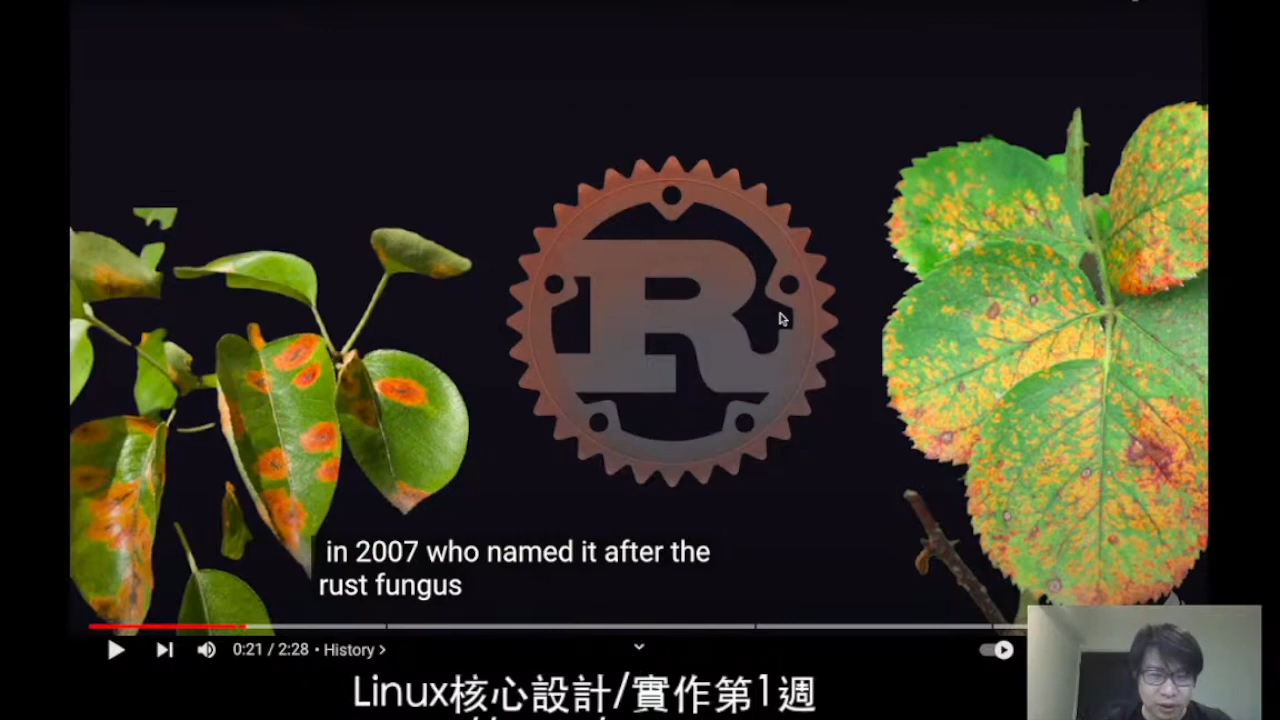 R
in 2007 who named it after the
rust fungus
0:21 / 2:28 • History >
Linux核心設計/實作第1週